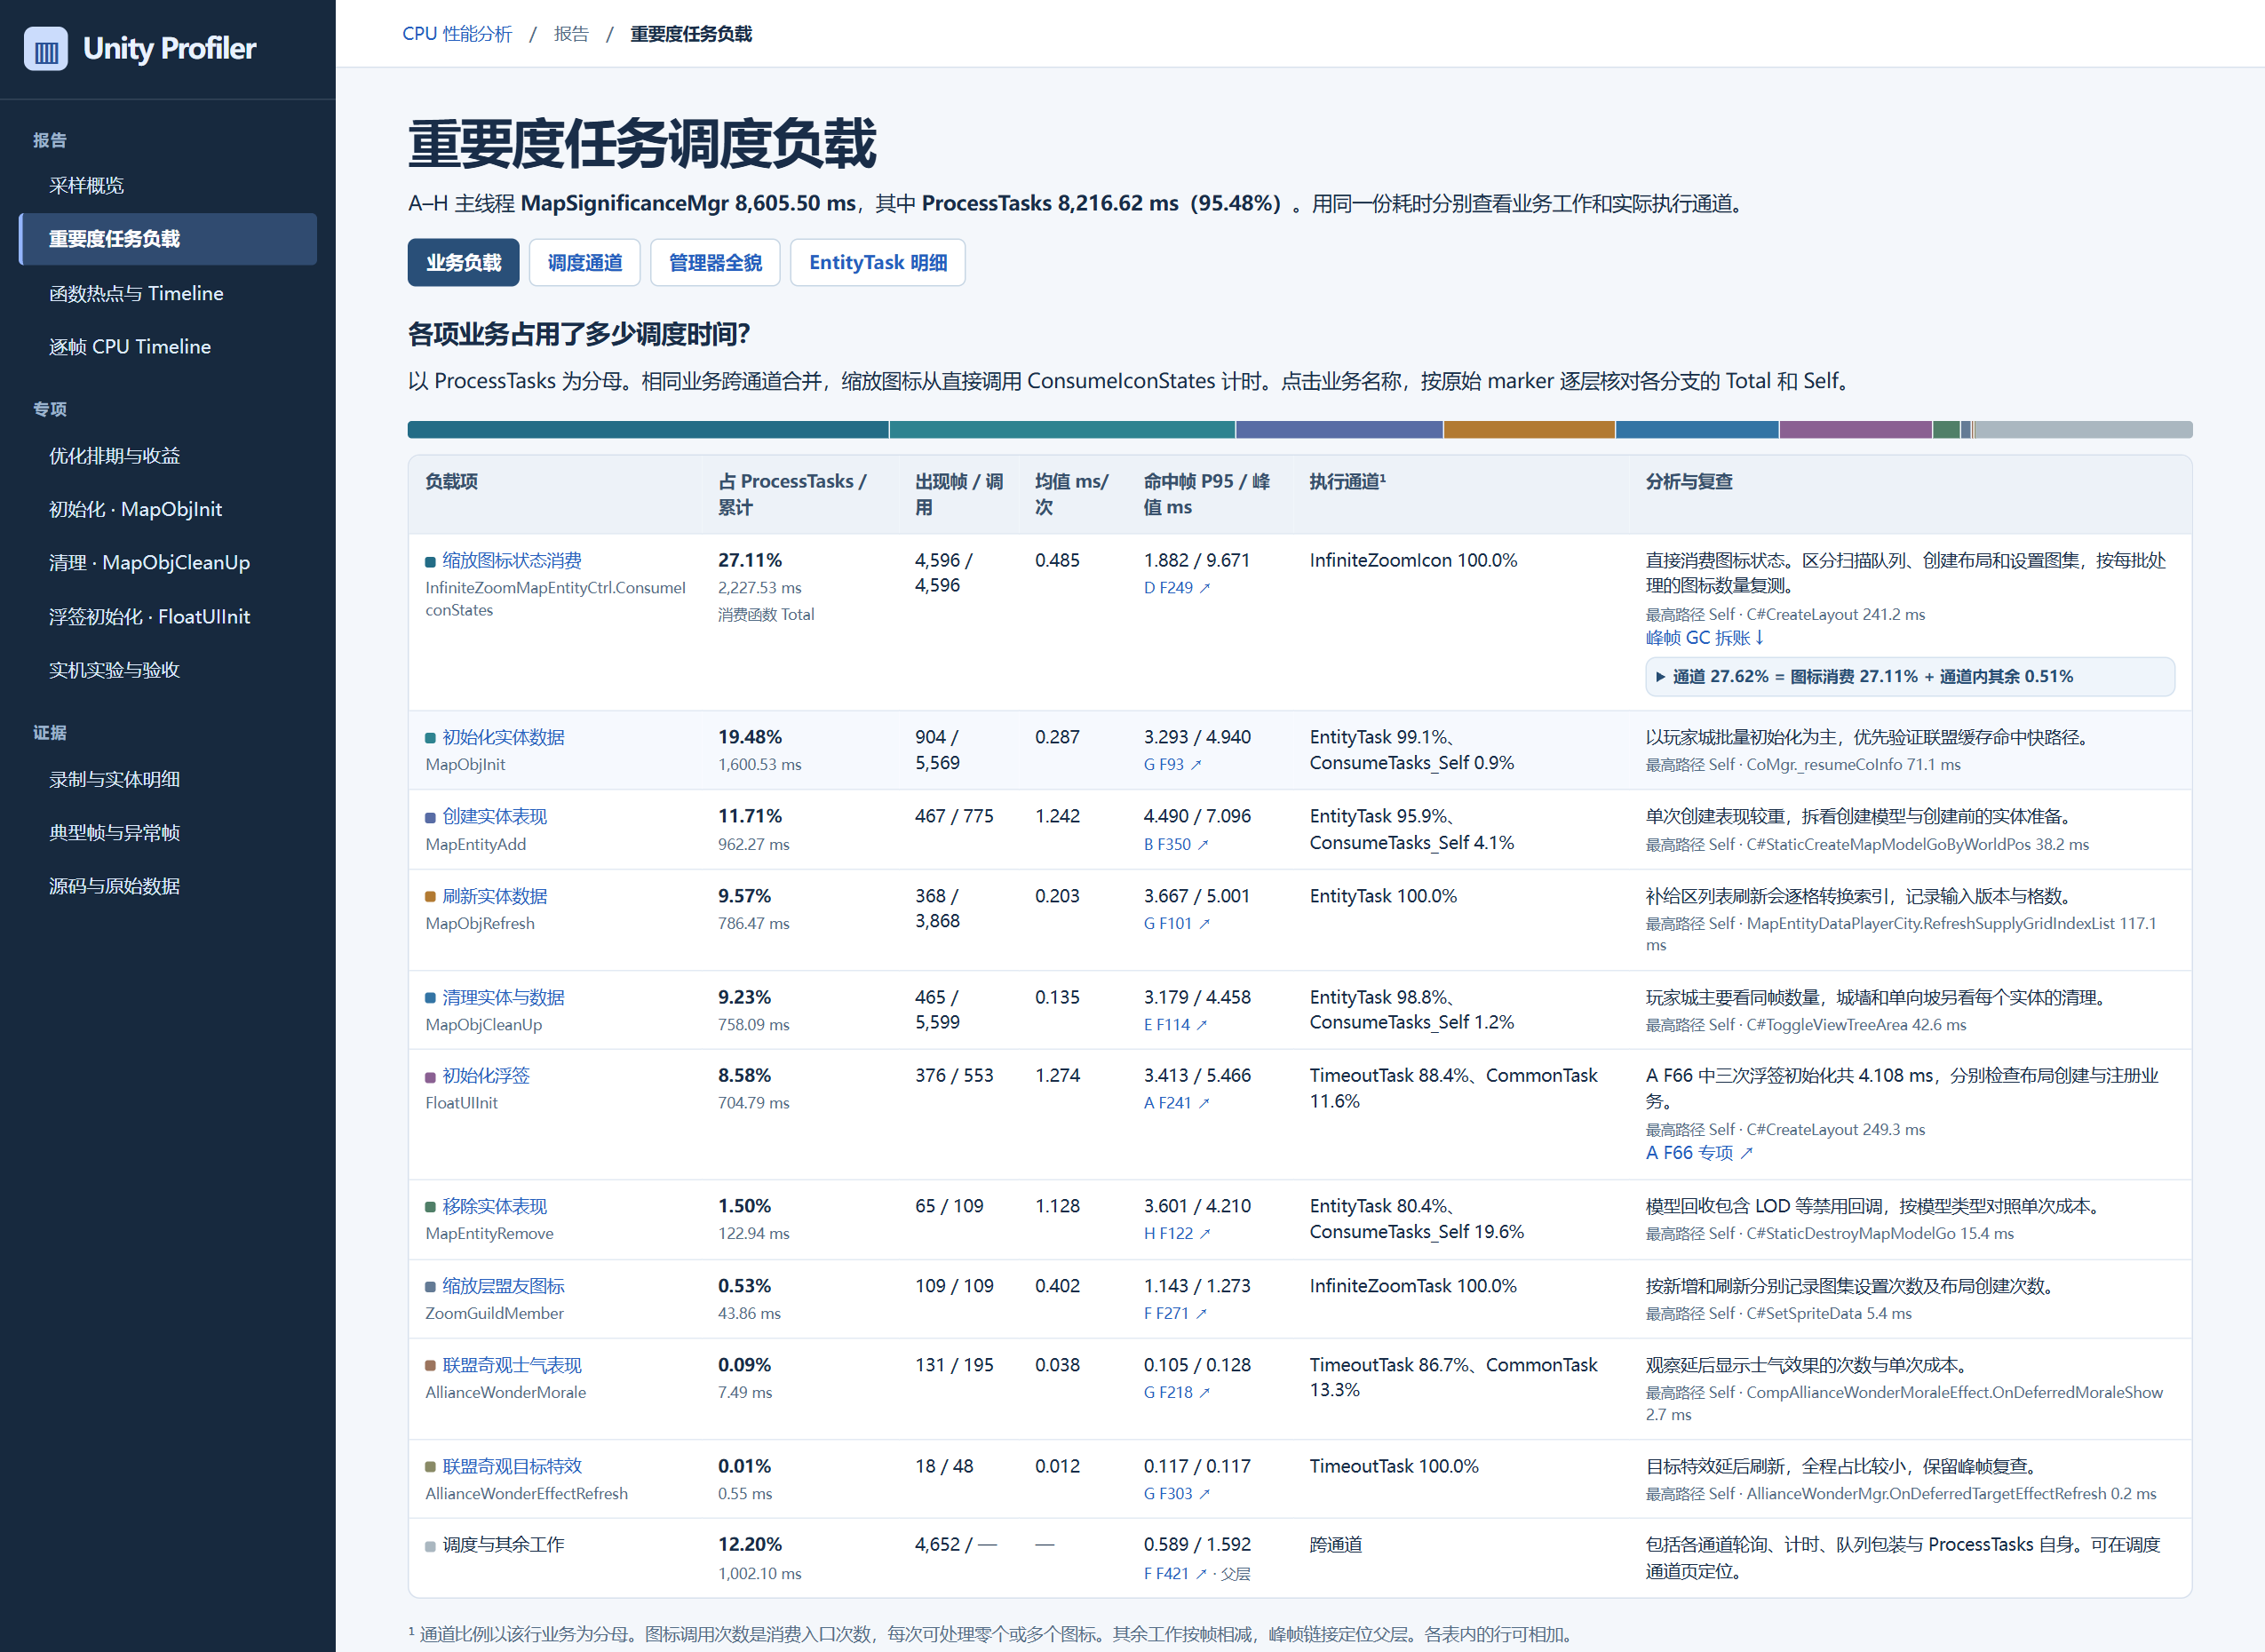 Unity Profiler
报告
采样概览
重要度任务负载
函数热点与 Timeline
逐帧 CPU Timeline
专项
优化排期与收益
初始化 · MapObjInit
清理 · MapObjCleanUp
浮签初始化 · FloatUIInit
实机实验与验收
证据
录制与实体明细
典型帧与异常帧
源码与原始数据
CPU 性能分析 / 报告 / 重要度任务负载
重要度任务调度负载
A–H 主线程 MapSignificanceMgr 8,605.50 ms，其中 ProcessTasks 8,216.62 ms（95.48%）。用同一份耗时分别查看业务工作和实际执行通道。
业务负载 调度通道 管理器全貌 EntityTask 明细
各项业务占用了多少调度时间？
以 ProcessTasks 为分母。相同业务跨通道合并，缩放图标从直接调用 ConsumeIconStates 计时。点击业务名称，按原始 marker 逐层核对各分支的 Total 和 Self。
负载项
占 ProcessTasks /
累计
出现帧 / 调
用
均值 ms/
次
命中帧 P95 / 峰
值 ms
执行通道¹
分析与复查
缩放图标状态消费
InfiniteZoomMapEntityCtrl.ConsumeI
conStates
27.11%
2,227.53 ms
消费函数 Total
4,596 /
4,596
0.485
1.882 / 9.671
D F249 ↗
InfiniteZoomIcon 100.0%
直接消费图标状态。区分扫描队列、创建布局和设置图集，按每批处
理的图标数量复测。
最高路径 Self · C#CreateLayout 241.2 ms
峰帧 GC 拆账 ↓
▶ 通道 27.62% = 图标消费 27.11% + 通道内其余 0.51%
初始化实体数据
MapObjInit
19.48%
1,600.53 ms
904 /
5,569
0.287
3.293 / 4.940
G F93 ↗
EntityTask 99.1%、
ConsumeTasks_Self 0.9%
以玩家城批量初始化为主，优先验证联盟缓存命中快路径。
最高路径 Self · CoMgr._resumeCoInfo 71.1 ms
创建实体表现
MapEntityAdd
11.71%
962.27 ms
467 / 775
1.242
4.490 / 7.096
B F350 ↗
EntityTask 95.9%、
ConsumeTasks_Self 4.1%
单次创建表现较重，拆看创建模型与创建前的实体准备。
最高路径 Self · C#StaticCreateMapModelGoByWorldPos 38.2 ms
刷新实体数据
MapObjRefresh
9.57%
786.47 ms
368 /
3,868
0.203
3.667 / 5.001
G F101 ↗
EntityTask 100.0%
补给区列表刷新会逐格转换索引，记录输入版本与格数。
最高路径 Self · MapEntityDataPlayerCity.RefreshSupplyGridIndexList 117.1
ms
清理实体与数据
MapObjCleanUp
9.23%
758.09 ms
465 /
5,599
0.135
3.179 / 4.458
E F114 ↗
EntityTask 98.8%、
ConsumeTasks_Self 1.2%
玩家城主要看同帧数量，城墙和单向坡另看每个实体的清理。
最高路径 Self · C#ToggleViewTreeArea 42.6 ms
初始化浮签
FloatUIInit
8.58%
704.79 ms
376 / 553
1.274
3.413 / 5.466
A F241 ↗
TimeoutTask 88.4%、CommonTask
11.6%
A F66 中三次浮签初始化共 4.108 ms，分别检查布局创建与注册业
务。
最高路径 Self · C#CreateLayout 249.3 ms
A F66 专项 ↗
移除实体表现
MapEntityRemove
1.50%
122.94 ms
65 / 109
1.128
3.601 / 4.210
H F122 ↗
EntityTask 80.4%、
ConsumeTasks_Self 19.6%
模型回收包含 LOD 等禁用回调，按模型类型对照单次成本。
最高路径 Self · C#StaticDestroyMapModelGo 15.4 ms
缩放层盟友图标
ZoomGuildMember
0.53%
43.86 ms
109 / 109
0.402
1.143 / 1.273
F F271 ↗
InfiniteZoomTask 100.0%
按新增和刷新分别记录图集设置次数及布局创建次数。
最高路径 Self · C#SetSpriteData 5.4 ms
联盟奇观士气表现
AllianceWonderMorale
0.09%
7.49 ms
131 / 195
0.038
0.105 / 0.128
G F218 ↗
TimeoutTask 86.7%、CommonTask
13.3%
观察延后显示士气效果的次数与单次成本。
最高路径 Self · CompAllianceWonderMoraleEffect.OnDeferredMoraleShow
2.7 ms
联盟奇观目标特效
AllianceWonderEffectRefresh
0.01%
0.55 ms
18 / 48
0.012
0.117 / 0.117
G F303 ↗
TimeoutTask 100.0%
目标特效延后刷新，全程占比较小，保留峰帧复查。
最高路径 Self · AllianceWonderMgr.OnDeferredTargetEffectRefresh 0.2 ms
调度与其余工作
12.20%
1,002.10 ms
4,652 / —
—
0.589 / 1.592
F F421 ↗ · 父层
跨通道
包括各通道轮询、计时、队列包装与 ProcessTasks 自身。可在调度
通道页定位。
¹ 通道比例以该行业务为分母。图标调用次数是消费入口次数，每次可处理零个或多个图标。其余工作按帧相减，峰帧链接定位父层。各表内的行可相加。